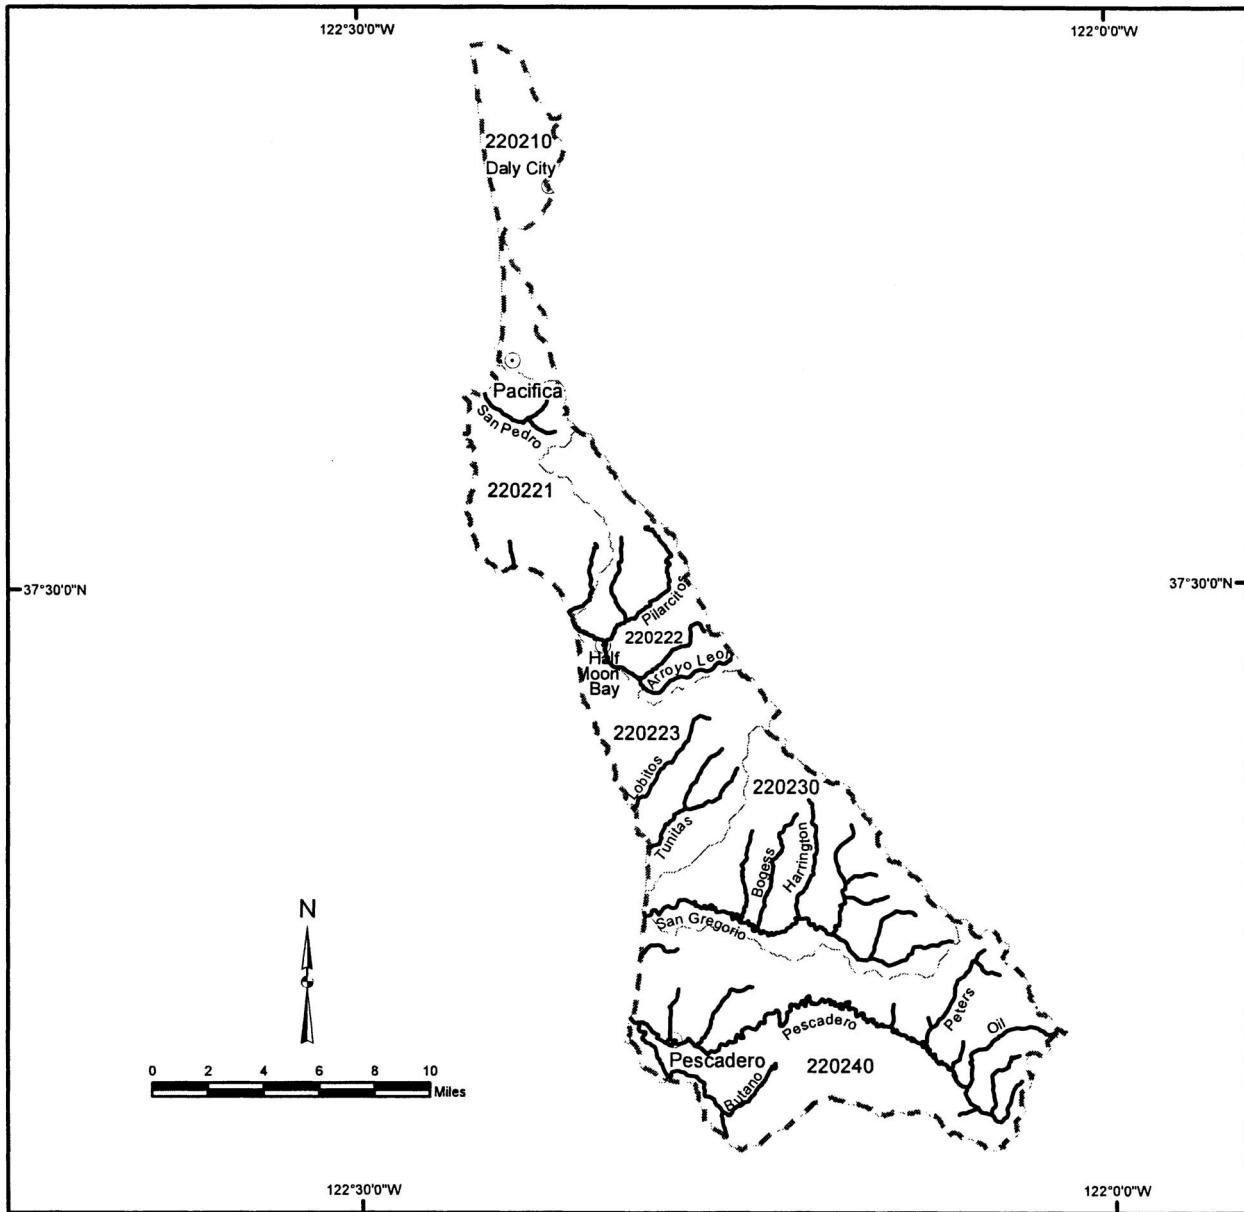 122°30'0"W
122°0'0"W
220210
Daly City
Pacifica
San Pedro
220221
37°30'0"N
37°30'0"N
Pilarcitos
220222
Half
Moon
Bay
Arroyo Leon
220223
Lobitos
220230
Tunitas
Bogess
Harrington
San Gregorio
N
Peters
Oil
Pescadero
Pescadero
220240
Butano
0 2 4 6 8 10
Miles
122°30'0"W
122°0'0"W